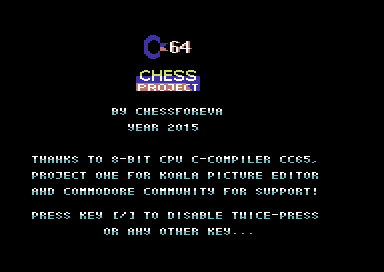 C=64
CHESS
PROJECT
BY CHESSFOREVA
YEAR 2015
THANKS TO 8-BIT CPU C-COMPILER CC65,
PROJECT ONE FOR KOALA PICTURE EDITOR
AND COMMODORE COMMUNITY FOR SUPPORT!
PRESS KEY [/] TO DISABLE TWICE-PRESS
OR ANY OTHER KEY...